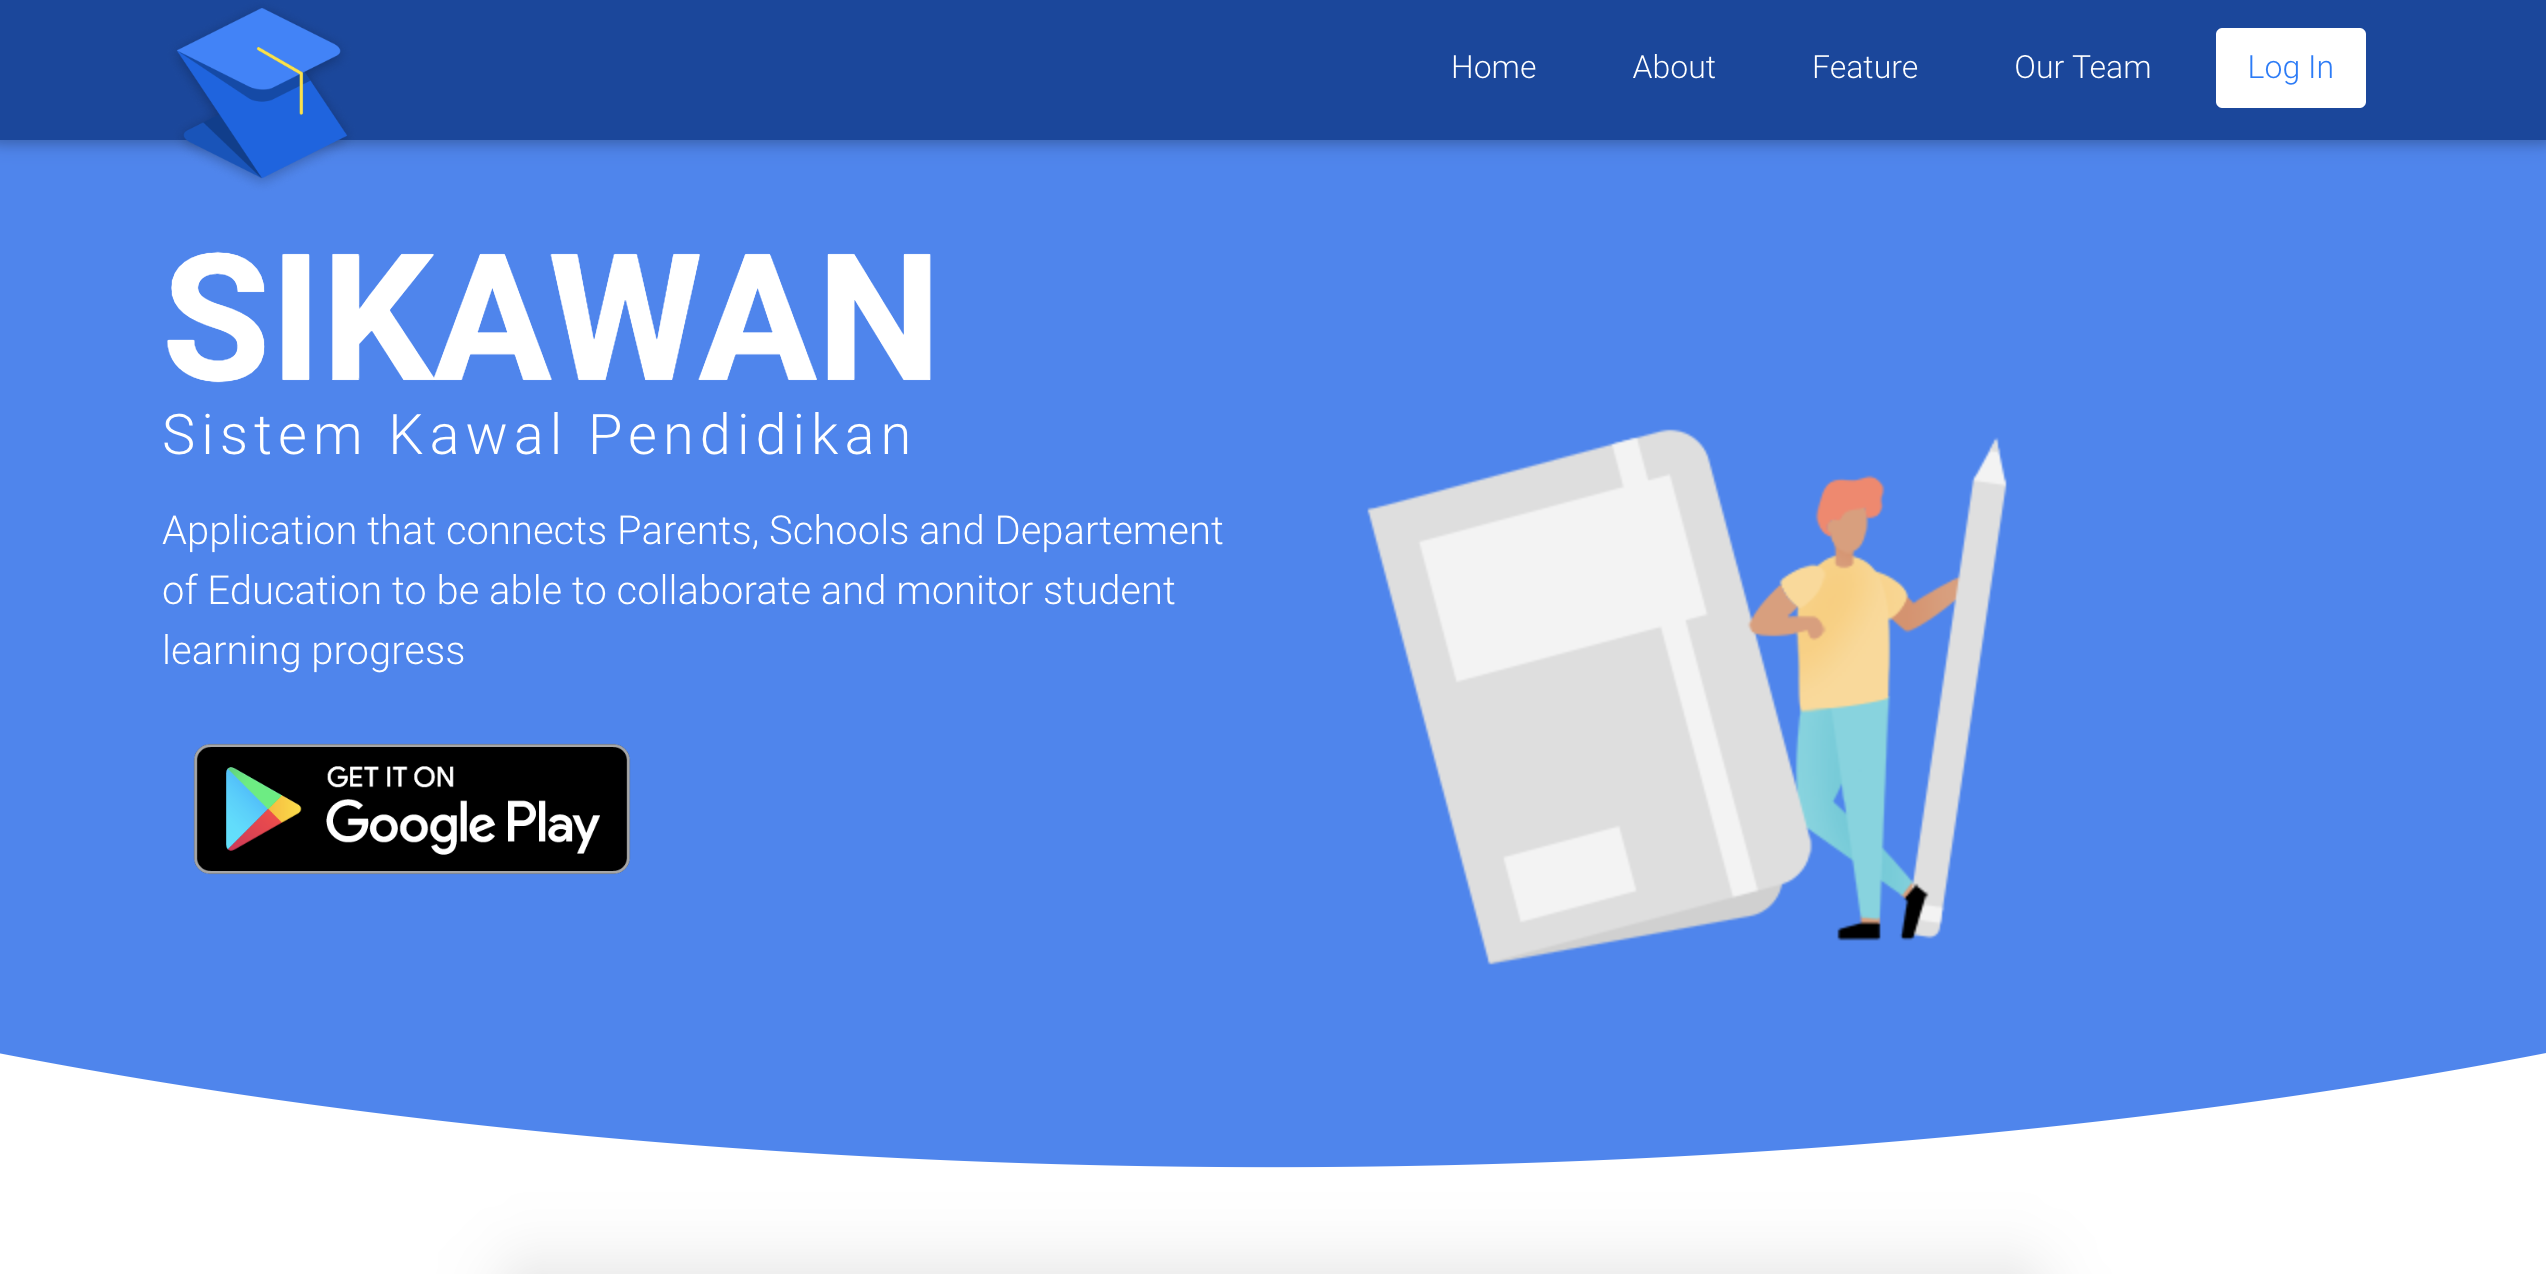 Home
About
Feature
Our Team
Log In
SIKAWAN
Sistem Kawal Pendidikan
Application that connects Parents, Schools and Departement
of Education to be able to collaborate and monitor student
learning progress
GET IT ON
Google Play